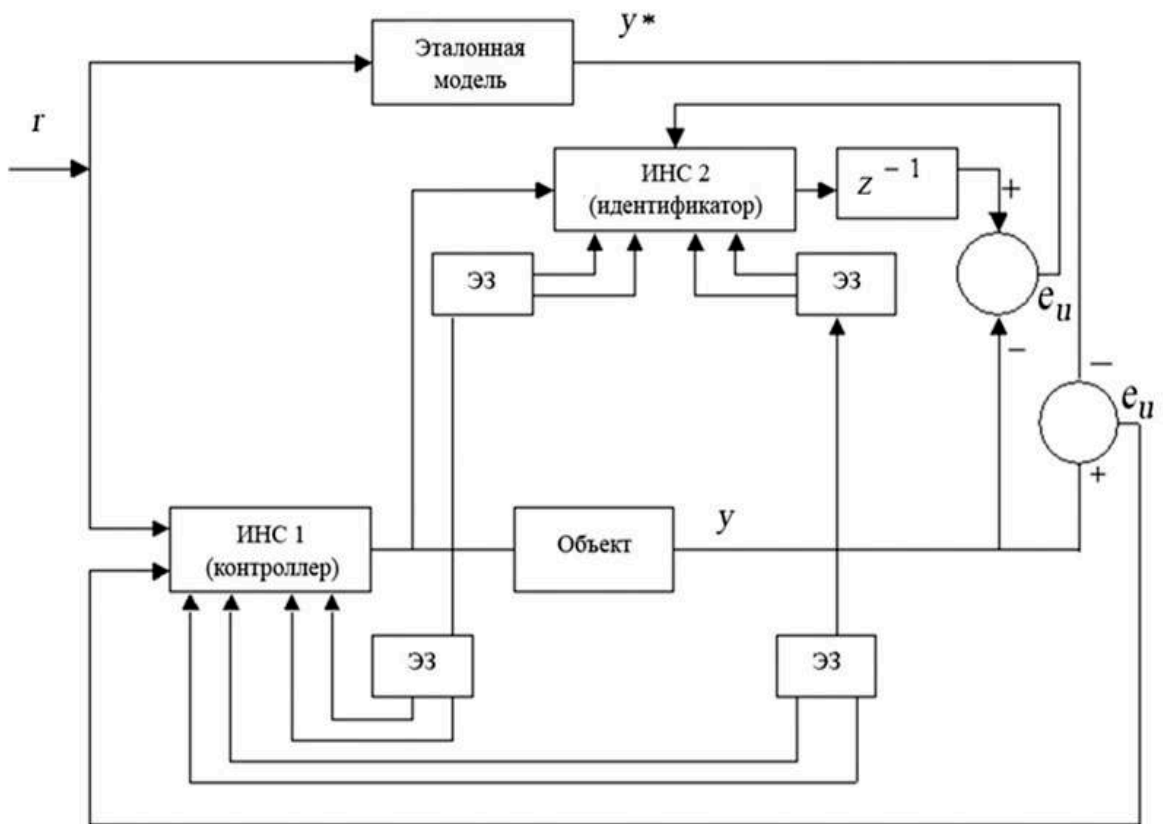 y*
Эталонная
модель
r
ИНС 2
(идентификатор)
z⁻¹
+
ЭЗ
ЭЗ
e_u
−
−
e_u
+
ИНС 1
(контроллер)
Объект
y
ЭЗ
ЭЗ